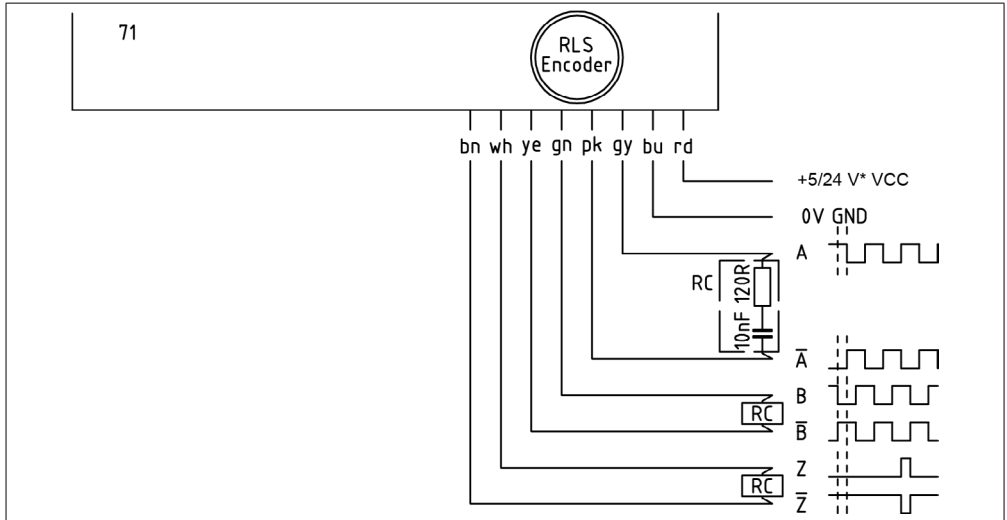 71
RLS
Encoder
bn wh ye gn pk gy bu rd
+5/24 V* VCC
0V GND
A
RC
120R
10nF
A̅
B
RC
B̅
Z
RC
Z̅